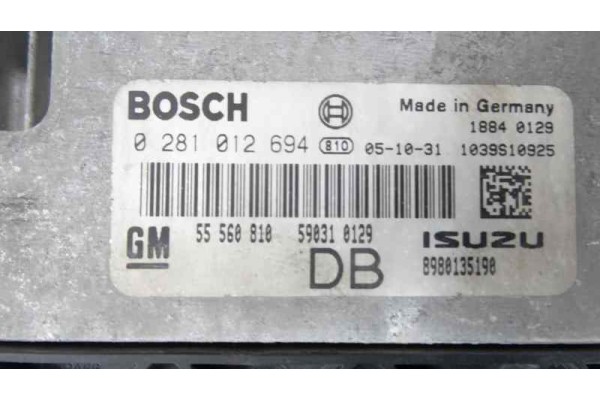 BOSCH Made in Germany
1884 0129
0 281 012 694 810 05-10-31 1039S10925
GM 55 560 810 59031 0129 ISUZU
DB 8980135190